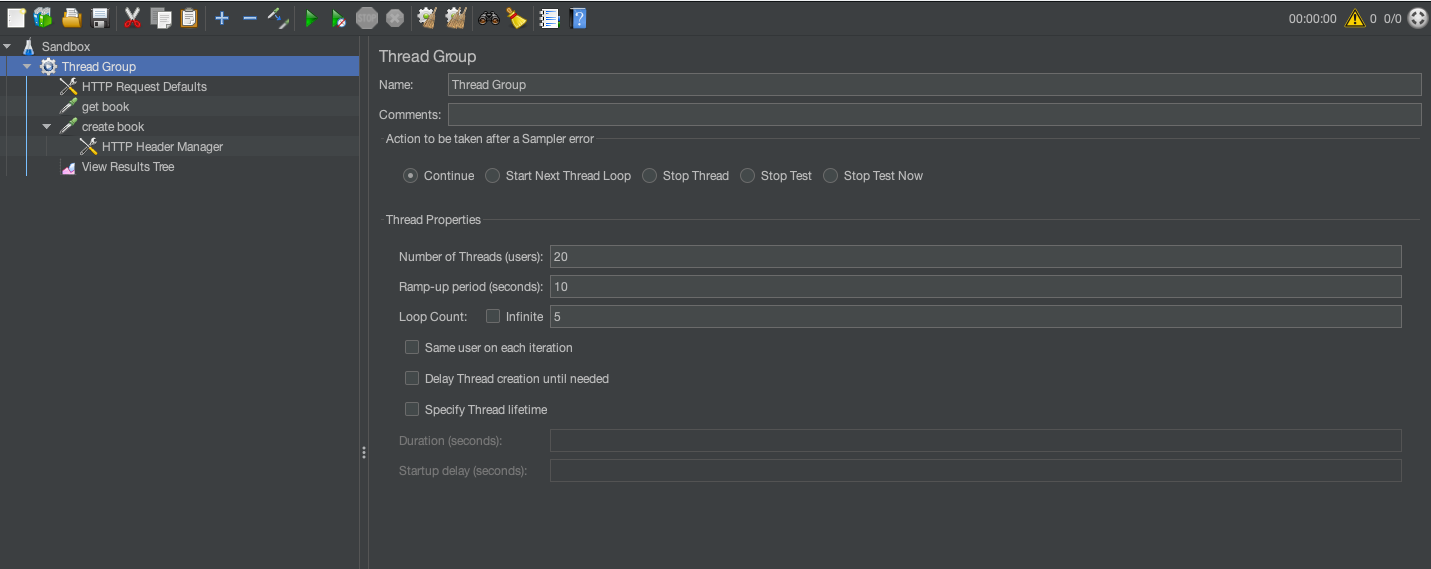 STOP
00:00:00 0 0/0
Sandbox
Thread Group
HTTP Request Defaults
get book
create book
HTTP Header Manager
View Results Tree
Thread Group
Name: Thread Group
Comments:
Action to be taken after a Sampler error
Continue Start Next Thread Loop Stop Thread Stop Test Stop Test Now
Thread Properties
Number of Threads (users): 20
Ramp-up period (seconds): 10
Loop Count: Infinite 5
Same user on each iteration
Delay Thread creation until needed
Specify Thread lifetime
Duration (seconds):
Startup delay (seconds):